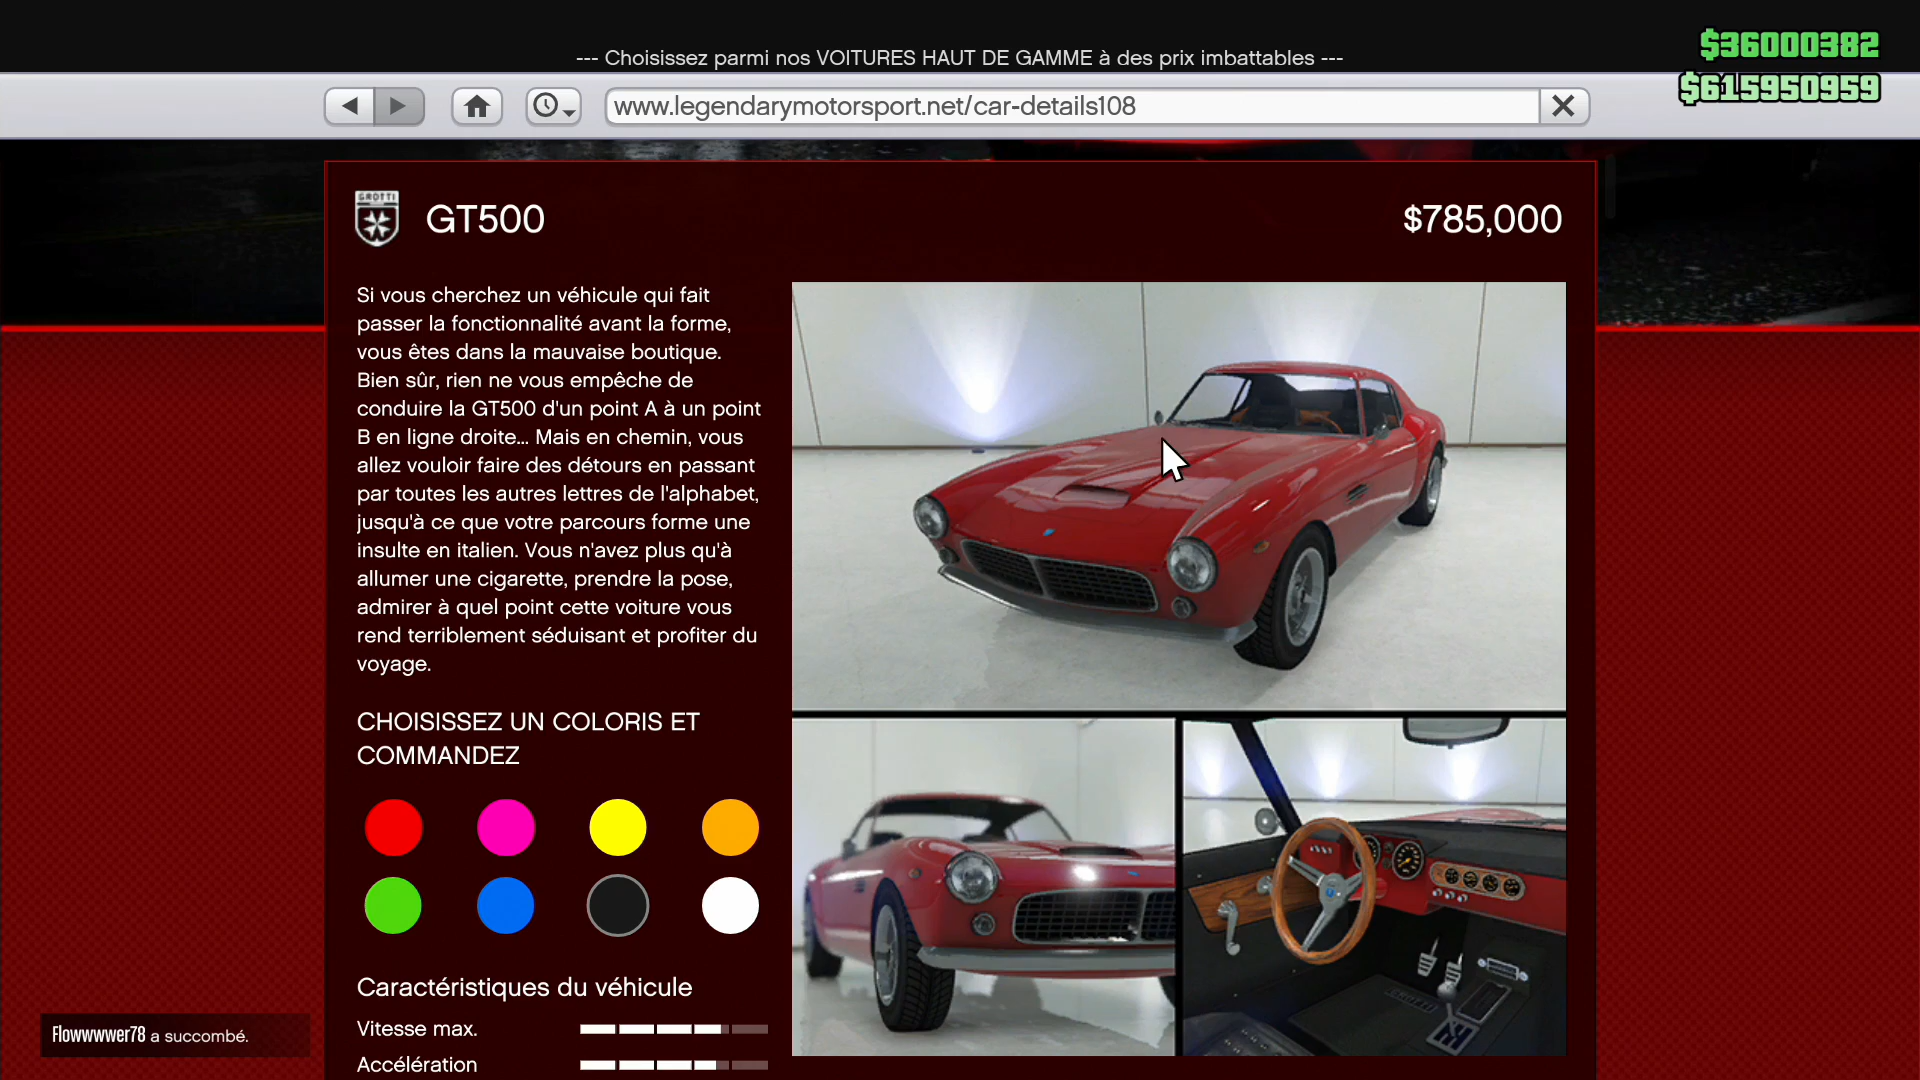 --- Choisissez parmi nos VOITURES HAUT DE GAMME à des prix imbattables ---
$36000382
$615950959
www.legendarymotorsport.net/car-details108
GROTTI
GT500
$785,000
Si vous cherchez un véhicule qui fait
passer la fonctionnalité avant la forme,
vous êtes dans la mauvaise boutique.
Bien sûr, rien ne vous empêche de
conduire la GT500 d'un point A à un point
B en ligne droite... Mais en chemin, vous
allez vouloir faire des détours en passant
par toutes les autres lettres de l'alphabet,
jusqu'à ce que votre parcours forme une
insulte en italien. Vous n'avez plus qu'à
allumer une cigarette, prendre la pose,
admirer à quel point cette voiture vous
rend terriblement séduisant et profiter du
voyage.
CHOISISSEZ UN COLORIS ET
COMMANDEZ
Caractéristiques du véhicule
Vitesse max.
Accélération
Flowwwwer78 a succombé.